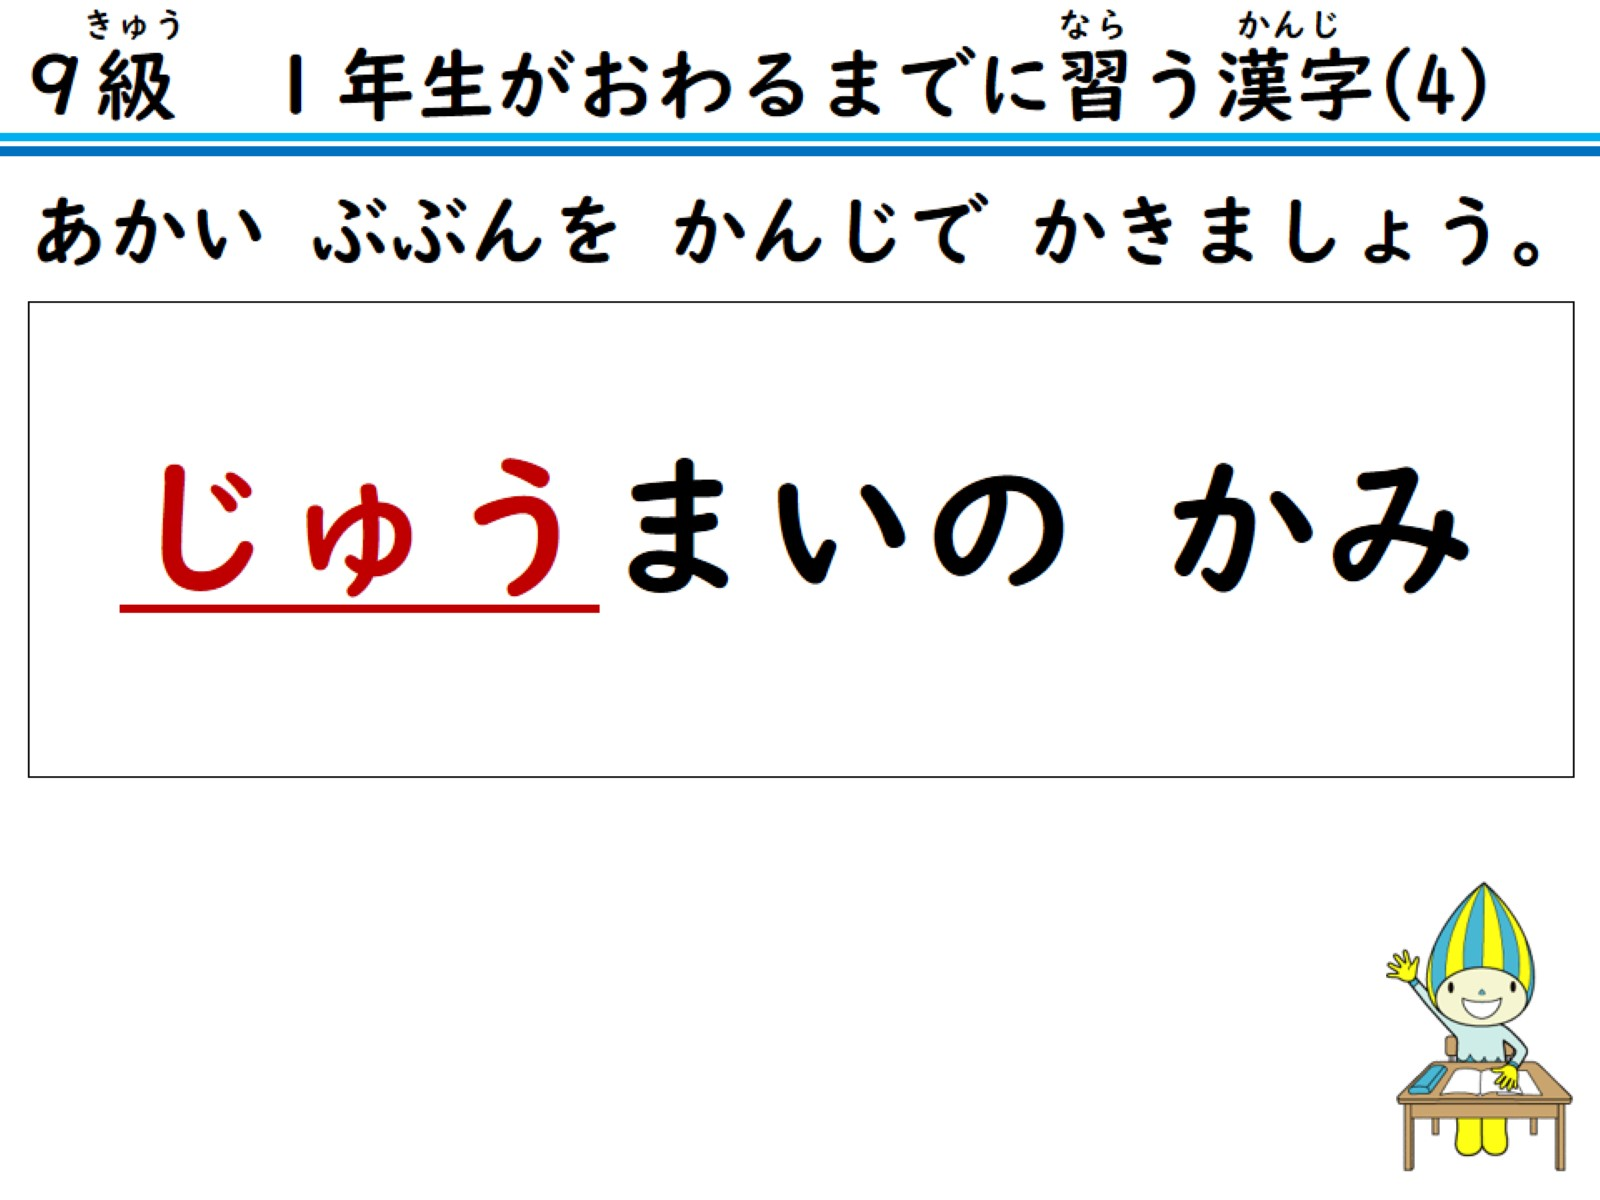 きゅう なら かんじ
9級 1年生がおわるまでに習う漢字(4)
あかい ぶぶんを かんじで かきましょう。
じゅうまいの かみ